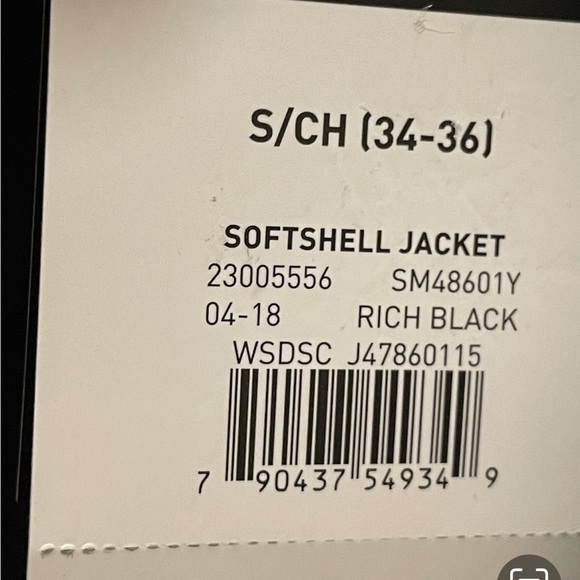 S/CH (34-36)
SOFTSHELL JACKET
23005556 SM48601Y
04-18 RICH BLACK
WSDSC J47860115
7 90437 54934 9